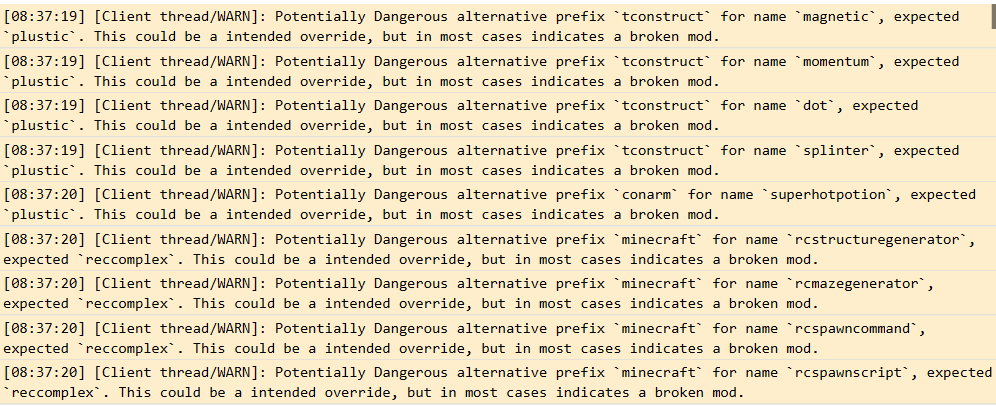 [08:37:19] [Client thread/WARN]: Potentially Dangerous alternative prefix `tconstruct` for name `magnetic`, expected
`plustic`. This could be a intended override, but in most cases indicates a broken mod.
[08:37:19] [Client thread/WARN]: Potentially Dangerous alternative prefix `tconstruct` for name `momentum`, expected
`plustic`. This could be a intended override, but in most cases indicates a broken mod.
[08:37:19] [Client thread/WARN]: Potentially Dangerous alternative prefix `tconstruct` for name `dot`, expected
`plustic`. This could be a intended override, but in most cases indicates a broken mod.
[08:37:19] [Client thread/WARN]: Potentially Dangerous alternative prefix `tconstruct` for name `splinter`, expected
`plustic`. This could be a intended override, but in most cases indicates a broken mod.
[08:37:20] [Client thread/WARN]: Potentially Dangerous alternative prefix `conarm` for name `superhotpotion`, expected
`plustic`. This could be a intended override, but in most cases indicates a broken mod.
[08:37:20] [Client thread/WARN]: Potentially Dangerous alternative prefix `minecraft` for name `rcstructuregenerator`,
expected `reccomplex`. This could be a intended override, but in most cases indicates a broken mod.
[08:37:20] [Client thread/WARN]: Potentially Dangerous alternative prefix `minecraft` for name `rcmazegenerator`,
expected `reccomplex`. This could be a intended override, but in most cases indicates a broken mod.
[08:37:20] [Client thread/WARN]: Potentially Dangerous alternative prefix `minecraft` for name `rcspawncommand`,
expected `reccomplex`. This could be a intended override, but in most cases indicates a broken mod.
[08:37:20] [Client thread/WARN]: Potentially Dangerous alternative prefix `minecraft` for name `rcspawnscript`, expected
`reccomplex`. This could be a intended override, but in most cases indicates a broken mod.